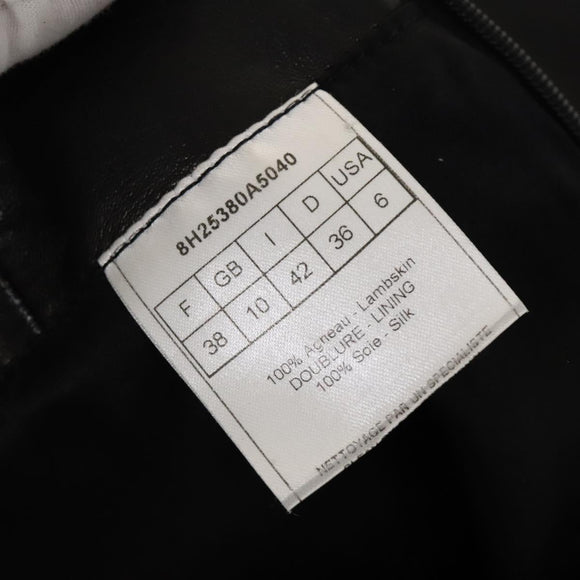 8H25380A5040
F GB I D USA
38 10 42 36 6
100% Agneau - Lambskin
DOUBLURE - LINING
100% Soie - Silk
NETTOYAGE PAR UN SPECIALISTE